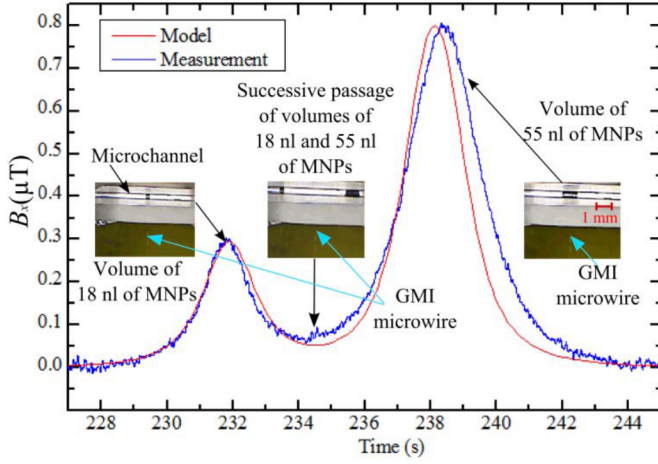 0.8
0.7
0.6
0.5
0.4
0.3
0.2
0.1
0.0
Bₓ(µT)
Model
Measurement
Successive passage
of volumes of
18 nl and 55 nl
of MNPs
Volume of
55 nl of MNPs
Microchannel
1 mm
Volume of
18 nl of MNPs
GMI
microwire
GMI
microwire
228 230 232 234 236 238 240 242 244
Time (s)